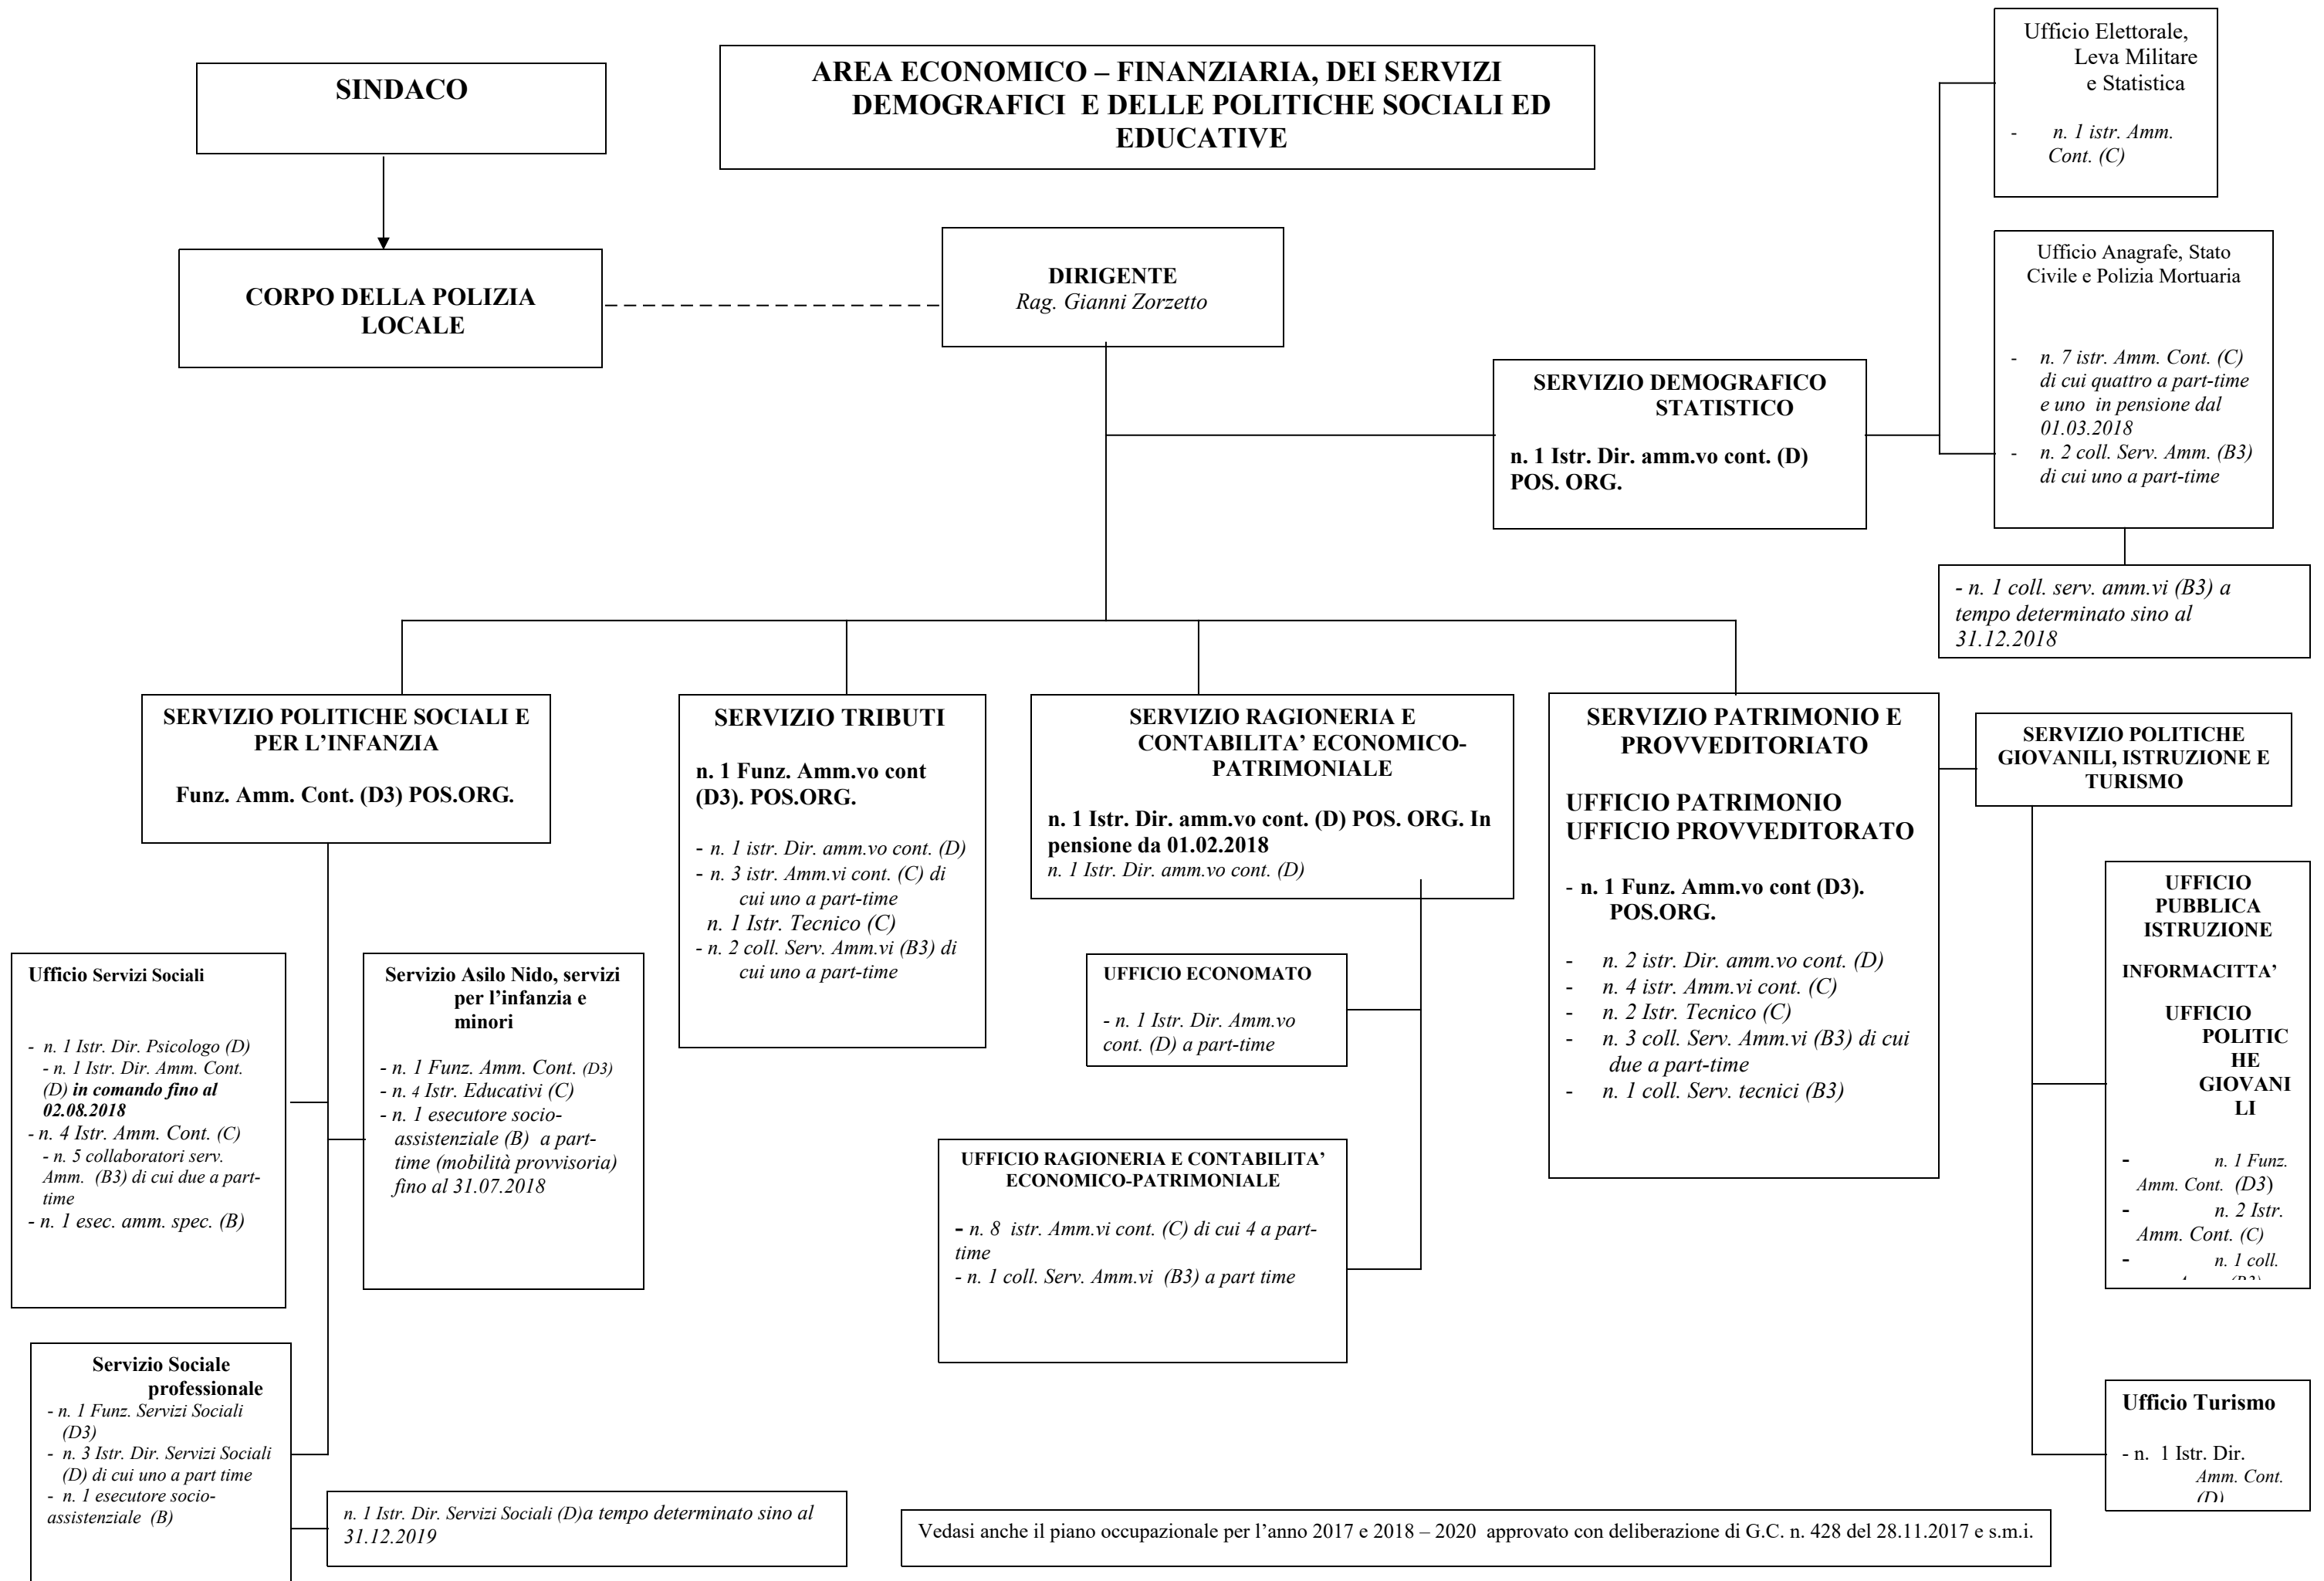 SINDACO
AREA ECONOMICO – FINANZIARIA, DEI SERVIZI
DEMOGRAFICI E DELLE POLITICHE SOCIALI ED
EDUCATIVE
Ufficio Elettorale,
Leva Militare
e Statistica
- n. 1 istr. Amm.
Cont. (C)
CORPO DELLA POLIZIA
LOCALE
DIRIGENTE
Rag. Gianni Zorzetto
Ufficio Anagrafe, Stato
Civile e Polizia Mortuaria
- n. 7 istr. Amm. Cont. (C)
di cui quattro a part-time
e uno in pensione dal
01.03.2018
- n. 2 coll. Serv. Amm. (B3)
di cui uno a part-time
SERVIZIO DEMOGRAFICO
STATISTICO
n. 1 Istr. Dir. amm.vo cont. (D)
POS. ORG.
- n. 1 coll. serv. amm.vi (B3) a
tempo determinato sino al
31.12.2018
SERVIZIO POLITICHE SOCIALI E
PER L’INFANZIA
Funz. Amm. Cont. (D3) POS.ORG.
SERVIZIO TRIBUTI
n. 1 Funz. Amm.vo cont
(D3). POS.ORG.
- n. 1 istr. Dir. amm.vo cont. (D)
- n. 3 istr. Amm.vi cont. (C) di
cui uno a part-time
n. 1 Istr. Tecnico (C)
- n. 2 coll. Serv. Amm.vi (B3) di
cui uno a part-time
SERVIZIO RAGIONERIA E
CONTABILITA’ ECONOMICO-
PATRIMONIALE
n. 1 Istr. Dir. amm.vo cont. (D) POS. ORG. In
pensione da 01.02.2018
n. 1 Istr. Dir. amm.vo cont. (D)
SERVIZIO PATRIMONIO E
PROVVEDITORIATO
UFFICIO PATRIMONIO
UFFICIO PROVVEDITORATO
- n. 1 Funz. Amm.vo cont (D3).
POS.ORG.
- n. 2 istr. Dir. amm.vo cont. (D)
- n. 4 istr. Amm.vi cont. (C)
- n. 2 Istr. Tecnico (C)
- n. 3 coll. Serv. Amm.vi (B3) di cui
due a part-time
- n. 1 coll. Serv. tecnici (B3)
SERVIZIO POLITICHE
GIOVANILI, ISTRUZIONE E
TURISMO
UFFICIO
PUBBLICA
ISTRUZIONE
INFORMACITTA’
UFFICIO
POLITIC
HE
GIOVANI
LI
- n. 1 Funz.
Amm. Cont. (D3)
- n. 2 Istr.
Amm. Cont. (C)
- n. 1 coll.
Ufficio Servizi Sociali
- n. 1 Istr. Dir. Psicologo (D)
- n. 1 Istr. Dir. Amm. Cont.
(D) in comando fino al
02.08.2018
- n. 4 Istr. Amm. Cont. (C)
- n. 5 collaboratori serv.
Amm. (B3) di cui due a part-
time
- n. 1 esec. amm. spec. (B)
Servizio Asilo Nido, servizi
per l’infanzia e
minori
- n. 1 Funz. Amm. Cont. (D3)
- n. 4 Istr. Educativi (C)
- n. 1 esecutore socio-
assistenziale (B) a part-
time (mobilità provvisoria)
fino al 31.07.2018
UFFICIO ECONOMATO
- n. 1 Istr. Dir. Amm.vo
cont. (D) a part-time
UFFICIO RAGIONERIA E CONTABILITA’
ECONOMICO-PATRIMONIALE
- n. 8 istr. Amm.vi cont. (C) di cui 4 a part-
time
- n. 1 coll. Serv. Amm.vi (B3) a part time
Servizio Sociale
professionale
- n. 1 Funz. Servizi Sociali
(D3)
- n. 3 Istr. Dir. Servizi Sociali
(D) di cui uno a part time
- n. 1 esecutore socio-
assistenziale (B)
n. 1 Istr. Dir. Servizi Sociali (D)a tempo determinato sino al
31.12.2019
Ufficio Turismo
- n. 1 Istr. Dir.
Amm. Cont.
(D)
Vedasi anche il piano occupazionale per l’anno 2017 e 2018 – 2020 approvato con deliberazione di G.C. n. 428 del 28.11.2017 e s.m.i.